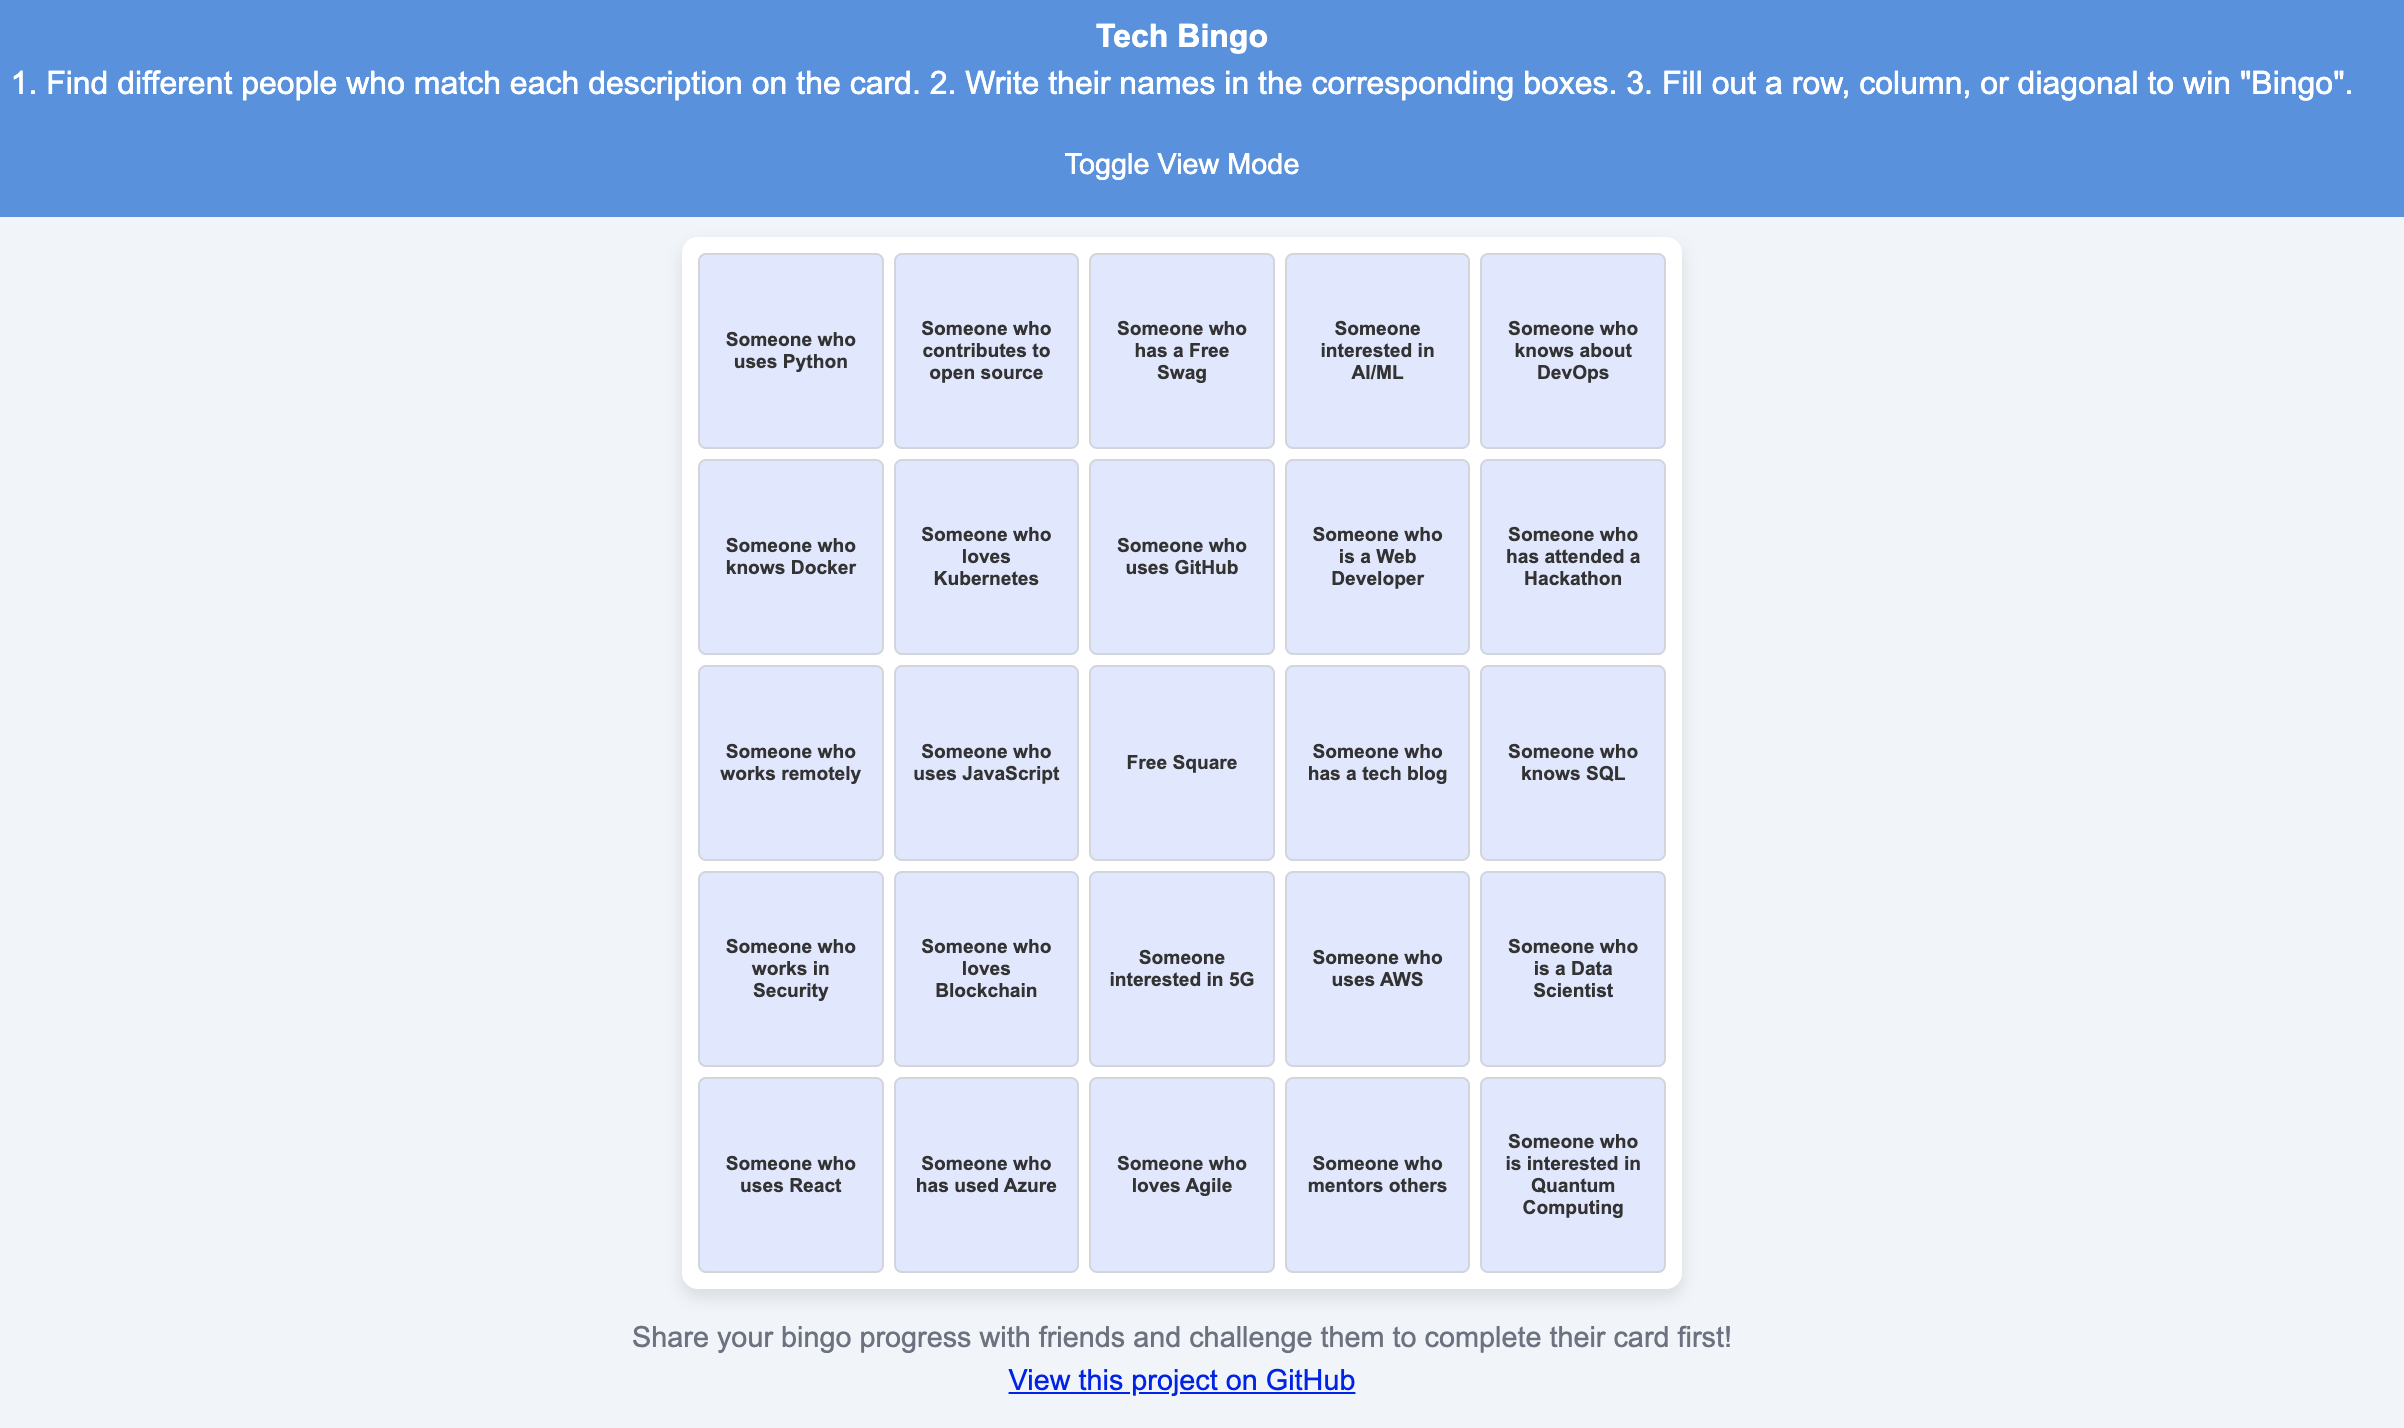 Tech Bingo
1. Find different people who match each description on the card. 2. Write their names in the corresponding boxes. 3. Fill out a row, column, or diagonal to win "Bingo".
Toggle View Mode
Someone who
uses Python
Someone who
contributes to
open source
Someone who
has a Free
Swag
Someone
interested in
AI/ML
Someone who
knows about
DevOps
Someone who
knows Docker
Someone who
loves
Kubernetes
Someone who
uses GitHub
Someone who
is a Web
Developer
Someone who
has attended a
Hackathon
Someone who
works remotely
Someone who
uses JavaScript
Free Square
Someone who
has a tech blog
Someone who
knows SQL
Someone who
works in
Security
Someone who
loves
Blockchain
Someone
interested in 5G
Someone who
uses AWS
Someone who
is a Data
Scientist
Someone who
uses React
Someone who
has used Azure
Someone who
loves Agile
Someone who
mentors others
Someone who
is interested in
Quantum
Computing
Share your bingo progress with friends and challenge them to complete their card first!
View this project on GitHub